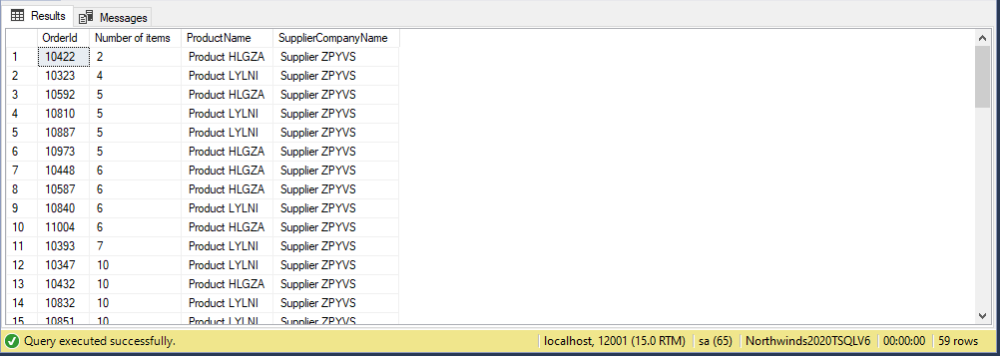 Results Messages
OrderId Number of items ProductName SupplierCompanyName
1 10422 2 Product HLGZA Supplier ZPYVS
2 10323 4 Product LYLNI Supplier ZPYVS
3 10592 5 Product HLGZA Supplier ZPYVS
4 10810 5 Product LYLNI Supplier ZPYVS
5 10887 5 Product LYLNI Supplier ZPYVS
6 10973 5 Product HLGZA Supplier ZPYVS
7 10448 6 Product HLGZA Supplier ZPYVS
8 10587 6 Product HLGZA Supplier ZPYVS
9 10840 6 Product LYLNI Supplier ZPYVS
10 11004 6 Product HLGZA Supplier ZPYVS
11 10393 7 Product LYLNI Supplier ZPYVS
12 10347 10 Product LYLNI Supplier ZPYVS
13 10432 10 Product HLGZA Supplier ZPYVS
14 10832 10 Product LYLNI Supplier ZPYVS
15 10851 10 Product LYLNI Supplier ZPYVS
Query executed successfully. localhost, 12001 (15.0 RTM) sa (65) Northwinds2020TSQLV6 00:00:00 59 rows